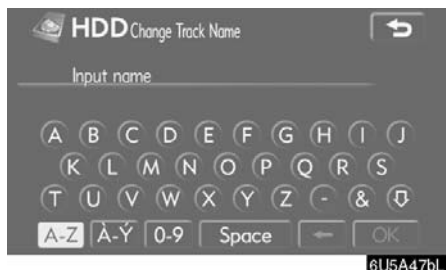 HDD Change Track Name
Input name
A B C D E F G H I J
K L M N O P Q R S
T U V W X Y Z - &
A-Z À-Ý 0-9 Space OK
6U5A47bL